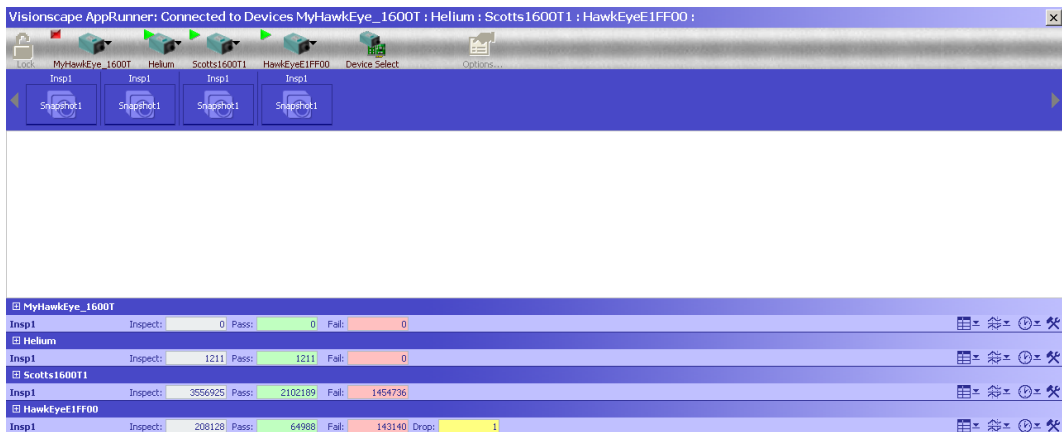 Visionscape AppRunner: Connected to Devices MyHawkEye_1600T : Helium : Scotts1600T1 : HawkEyeE1FF00 :
Lock MyHawkEye_1600T Helium Scotts1600T1 HawkEyeE1FF00 Device Select Options...
Insp1 Insp1 Insp1 Insp1
Snapshot1 Snapshot1 Snapshot1 Snapshot1
MyHawkEye_1600T
Insp1 Inspect: 0 Pass: 0 Fail: 0
Helium
Insp1 Inspect: 1211 Pass: 1211 Fail: 0
Scotts1600T1
Insp1 Inspect: 3556925 Pass: 2102189 Fail: 1454736
HawkEyeE1FF00
Insp1 Inspect: 208128 Pass: 64988 Fail: 143140 Drop: 1